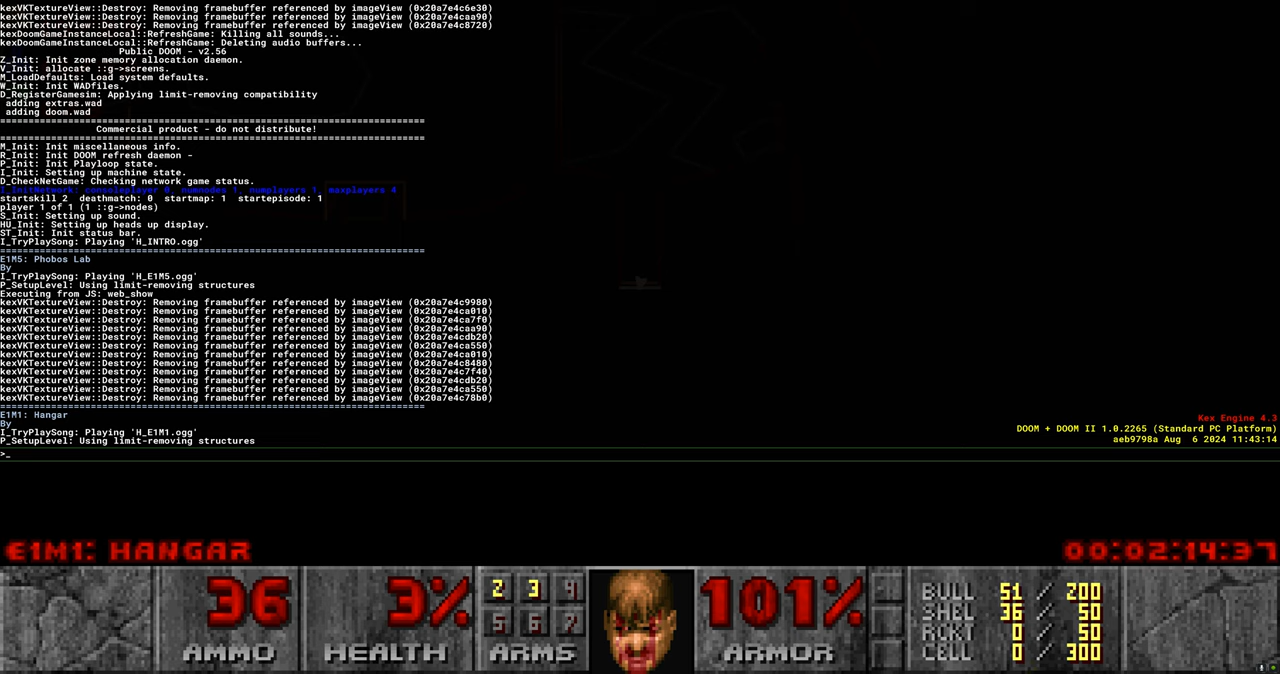 kexVKTextureView::Destroy: Removing framebuffer referenced by imageView (0x20a7e4c6e30)
kexVKTextureView::Destroy: Removing framebuffer referenced by imageView (0x20a7e4caa90)
kexVKTextureView::Destroy: Removing framebuffer referenced by imageView (0x20a7e4c8720)
kexDoomGameInstanceLocal::RefreshGame: Killing all sounds...
kexDoomGameInstanceLocal::RefreshGame: Deleting audio buffers...
Public DOOM - v2.56
Z_Init: Init zone memory allocation daemon.
V_Init: allocate ::g->screens.
M_LoadDefaults: Load system defaults.
W_Init: Init WADfiles.
D_RegisterGamesim: Applying limit-removing compatibility
adding extras.wad
adding doom.wad
=================================================================
Commercial product - do not distribute!
=================================================================
M_Init: Init miscellaneous info.
R_Init: Init DOOM refresh daemon -
P_Init: Init Playloop state.
I_Init: Setting up machine state.
D_CheckNetGame: Checking network game status.
I_InitNetwork: consoleplayer 0, numnodes 1, numplayers 1, maxplayers 4
startskill 2  deathmatch: 0  startmap: 1  startepisode: 1
player 1 of 1 (1 ::g->nodes)
S_Init: Setting up sound.
HU_Init: Setting up heads up display.
ST_Init: Init status bar.
I_TryPlaySong: Playing 'H_INTRO.ogg'
=================================================================
E1M5: Phobos Lab
By
I_TryPlaySong: Playing 'H_E1M5.ogg'
P_SetupLevel: Using limit-removing structures
Executing from JS: web_show
kexVKTextureView::Destroy: Removing framebuffer referenced by imageView (0x20a7e4c9980)
kexVKTextureView::Destroy: Removing framebuffer referenced by imageView (0x20a7e4ca010)
kexVKTextureView::Destroy: Removing framebuffer referenced by imageView (0x20a7e4ca7f0)
kexVKTextureView::Destroy: Removing framebuffer referenced by imageView (0x20a7e4caa90)
kexVKTextureView::Destroy: Removing framebuffer referenced by imageView (0x20a7e4cdb20)
kexVKTextureView::Destroy: Removing framebuffer referenced by imageView (0x20a7e4ca550)
kexVKTextureView::Destroy: Removing framebuffer referenced by imageView (0x20a7e4ca010)
kexVKTextureView::Destroy: Removing framebuffer referenced by imageView (0x20a7e4c8480)
kexVKTextureView::Destroy: Removing framebuffer referenced by imageView (0x20a7e4c7f40)
kexVKTextureView::Destroy: Removing framebuffer referenced by imageView (0x20a7e4cdb20)
kexVKTextureView::Destroy: Removing framebuffer referenced by imageView (0x20a7e4ca550)
kexVKTextureView::Destroy: Removing framebuffer referenced by imageView (0x20a7e4c78b0)
=================================================================
E1M1: Hangar
By
I_TryPlaySong: Playing 'H_E1M1.ogg'
P_SetupLevel: Using limit-removing structures
Kex Engine 4.3
DOOM + DOOM II 1.0.2265 (Standard PC Platform)
aeb9798a Aug  6 2024 11:43:14
>_
E1M1: HANGAR 00:02:14:37
36 3% 2 3 4 101% BULL 51 / 200
5 6 7 SHEL 36 / 50
RCKT 0 / 50
AMMO HEALTH ARMS ARMOR CELL 0 / 300